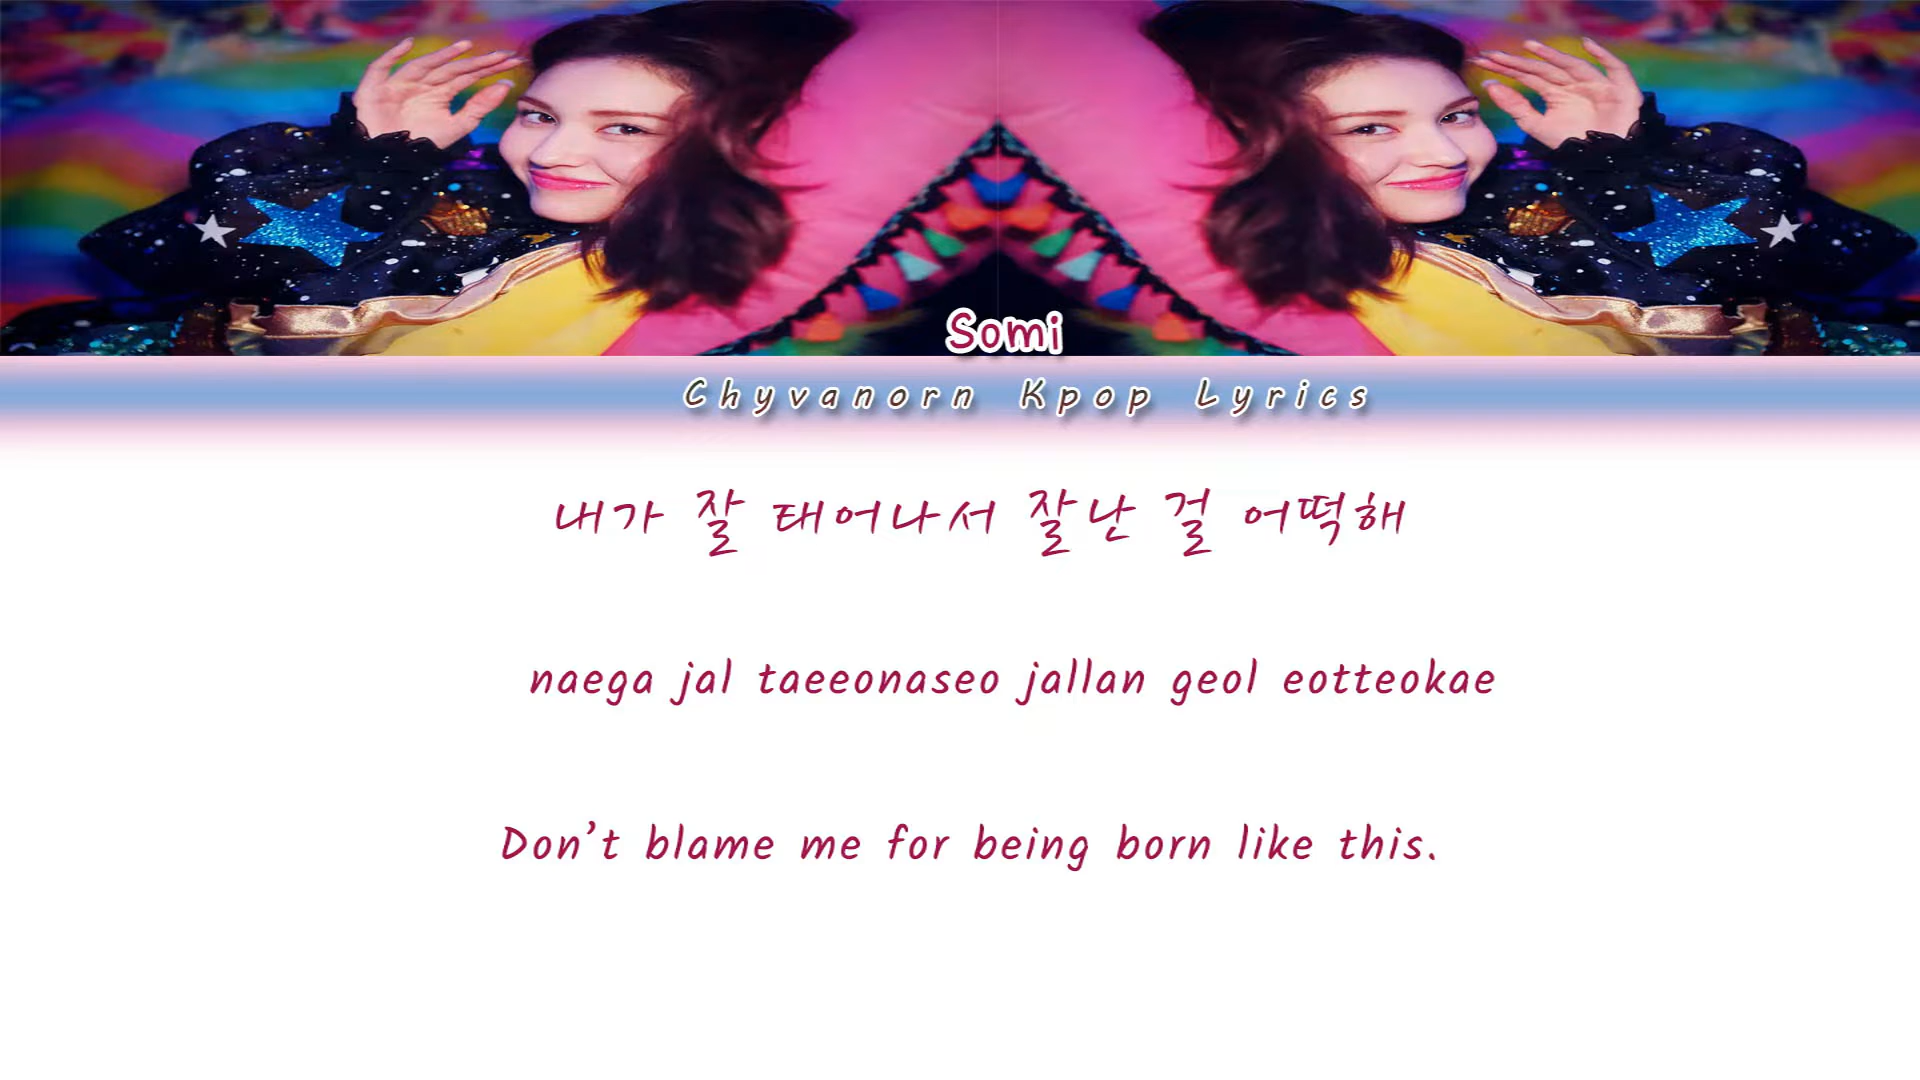 Somi
Chyvanorn Kpop Lyrics
내가 잘 태어나서 잘난 걸 어떡해
naega jal taeeonaseo jallan geol eotteokae
Don’t blame me for being born like this.